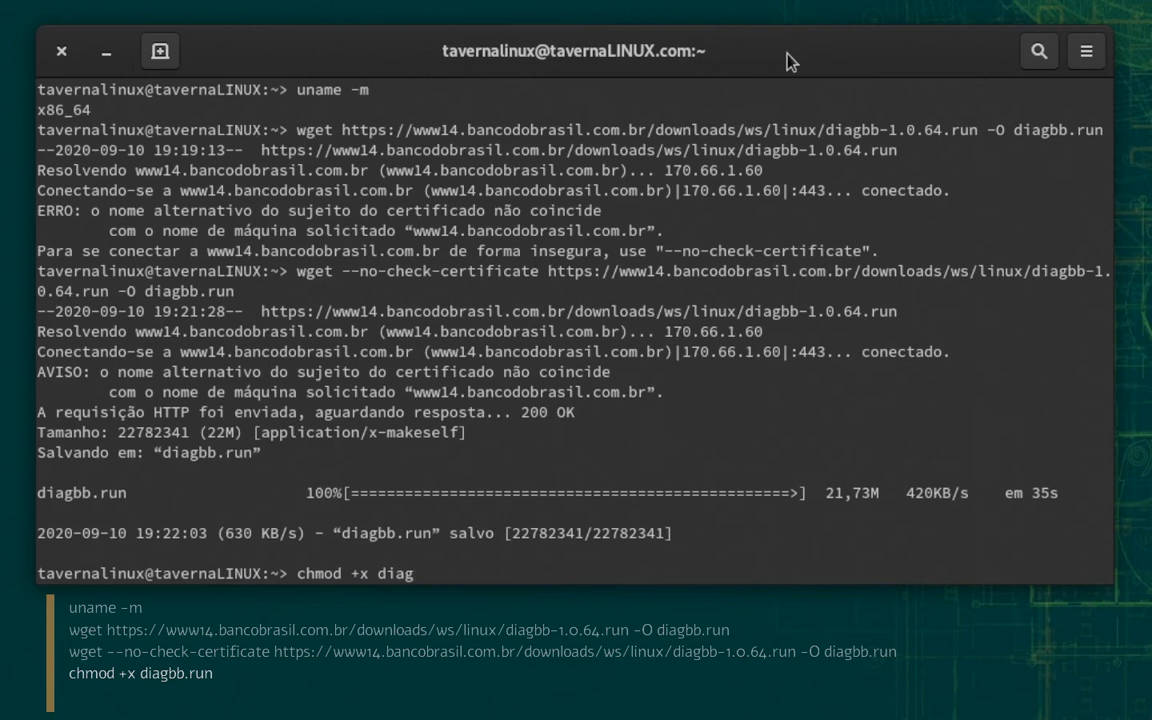 tavernalinux@tavernaLINUX.com:~
tavernalinux@tavernaLINUX:~> uname -m
x86_64
tavernalinux@tavernaLINUX:~> wget https://www14.bancodobrasil.com.br/downloads/ws/linux/diagbb-1.0.64.run -O diagbb.run
--2020-09-10 19:19:13--  https://www14.bancodobrasil.com.br/downloads/ws/linux/diagbb-1.0.64.run
Resolvendo www14.bancodobrasil.com.br (www14.bancodobrasil.com.br)... 170.66.1.60
Conectando-se a www14.bancodobrasil.com.br (www14.bancodobrasil.com.br)|170.66.1.60|:443... conectado.
ERRO: o nome alternativo do sujeito do certificado não coincide
com o nome de máquina solicitado “www14.bancodobrasil.com.br”.
Para se conectar a www14.bancodobrasil.com.br de forma insegura, use "--no-check-certificate".
tavernalinux@tavernaLINUX:~> wget --no-check-certificate https://www14.bancodobrasil.com.br/downloads/ws/linux/diagbb-1.
0.64.run -O diagbb.run
--2020-09-10 19:21:28--  https://www14.bancodobrasil.com.br/downloads/ws/linux/diagbb-1.0.64.run
Resolvendo www14.bancodobrasil.com.br (www14.bancodobrasil.com.br)... 170.66.1.60
Conectando-se a www14.bancodobrasil.com.br (www14.bancodobrasil.com.br)|170.66.1.60|:443... conectado.
AVISO: o nome alternativo do sujeito do certificado não coincide
com o nome de máquina solicitado “www14.bancodobrasil.com.br”.
A requisição HTTP foi enviada, aguardando resposta... 200 OK
Tamanho: 22782341 (22M) [application/x-makeself]
Salvando em: “diagbb.run”
diagbb.run 100%[=================================================>] 21,73M 420KB/s em 35s
2020-09-10 19:22:03 (630 KB/s) - “diagbb.run” salvo [22782341/22782341]
tavernalinux@tavernaLINUX:~> chmod +x diag
uname -m
wget https://www14.bancobrasil.com.br/downloads/ws/linux/diagbb-1.0.64.run -O diagbb.run
wget --no-check-certificate https://www14.bancobrasil.com.br/downloads/ws/linux/diagbb-1.0.64.run -O diagbb.run
chmod +x diagbb.run